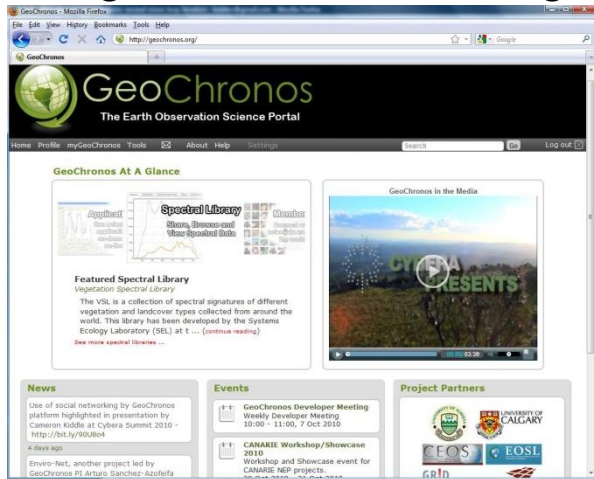 GeoChronos - Mozilla Firefox
File Edit View History Bookmarks Tools Help
http://geochronos.org/
Google
GeoChronos
GeoChronos
The Earth Observation Science Portal
Home Profile myGeoChronos Tools About Help Settings
Search
Go
Log out
GeoChronos At A Glance
Applicati
Spectral Library
Share, Browse and
View Spectral Data
Membe
Featured Spectral Library
Vegetation Spectral Library
The VSL is a collection of spectral signatures of different
vegetation and landcover types collected from around the
world. This library has been developed by the Systems
Ecology Laboratory (SEL) at t ... (continue reading)
See more spectral libraries ...
GeoChronos in the Media
CYBERA
PRESENTS
03:59
News
Use of social networking by GeoChronos
platform highlighted in presentation by
Cameron Kiddle at Cybera Summit 2010 -
http://bit.ly/90U8o4
4 days ago
Enviro-Net, another project led by
GeoChronos PI Arturo Sanchez-Azofeifa
Events
GeoChronos Developer Meeting
Weekly Developer Meeting
10:00 - 11:00, 7 Oct 2010
CANARIE Workshop/Showcase
2010
Workshop and Showcase event for
CANARIE NEP projects.
Project Partners
UNIVERSITY OF
CALGARY
CEOS
EOSL
GRID